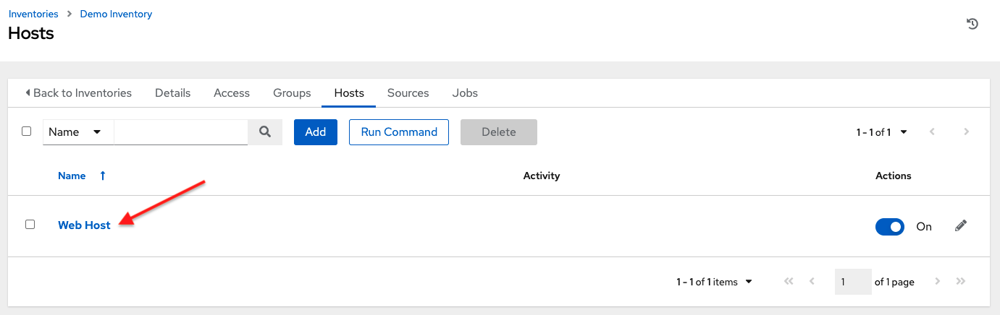 Inventories Demo Inventory
Hosts
Back to Inventories Details Access Groups Hosts Sources Jobs
Name Add Run Command Delete 1 - 1 of 1
Name Activity Actions
Web Host On
1 - 1 of 1 items 1 of 1 page